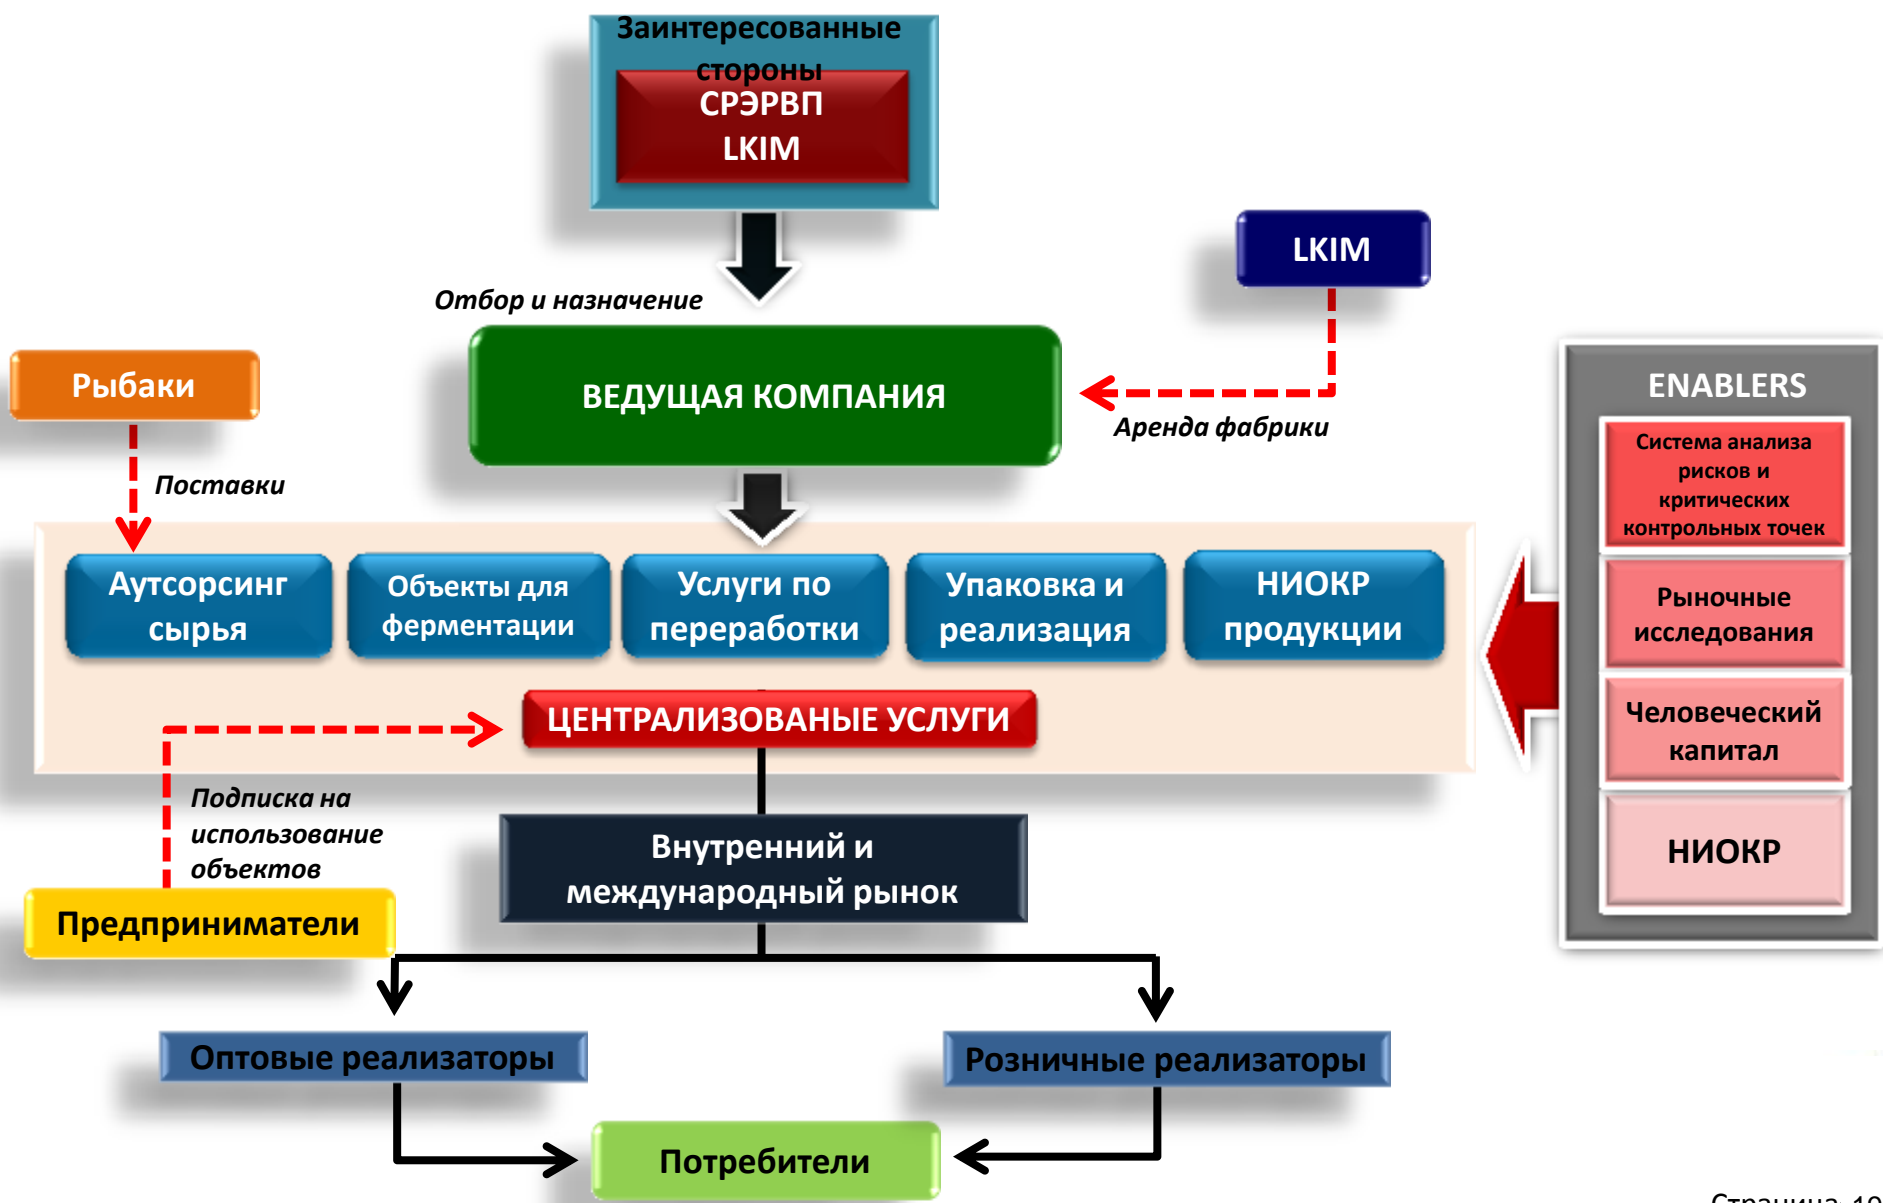 Заинтересованные
стороны
СРЭРВП
LKIM
LKIM
Отбор и назначение
Рыбаки
ВЕДУЩАЯ КОМПАНИЯ
Аренда фабрики
Поставки
ENABLERS
Система анализа
рисков и
критических
контрольных точек
Рыночные
исследования
Человеческий
капитал
НИОКР
Аутсорсинг
сырья
Объекты для
ферментации
Услуги по
переработки
Упаковка и
реализация
НИОКР
продукции
ЦЕНТРАЛИЗОВАНЫЕ УСЛУГИ
Подписка на
использование
объектов
Предприниматели
Внутренний и
международный рынок
Оптовые реализаторы
Розничные реализаторы
Потребители
Страница 10